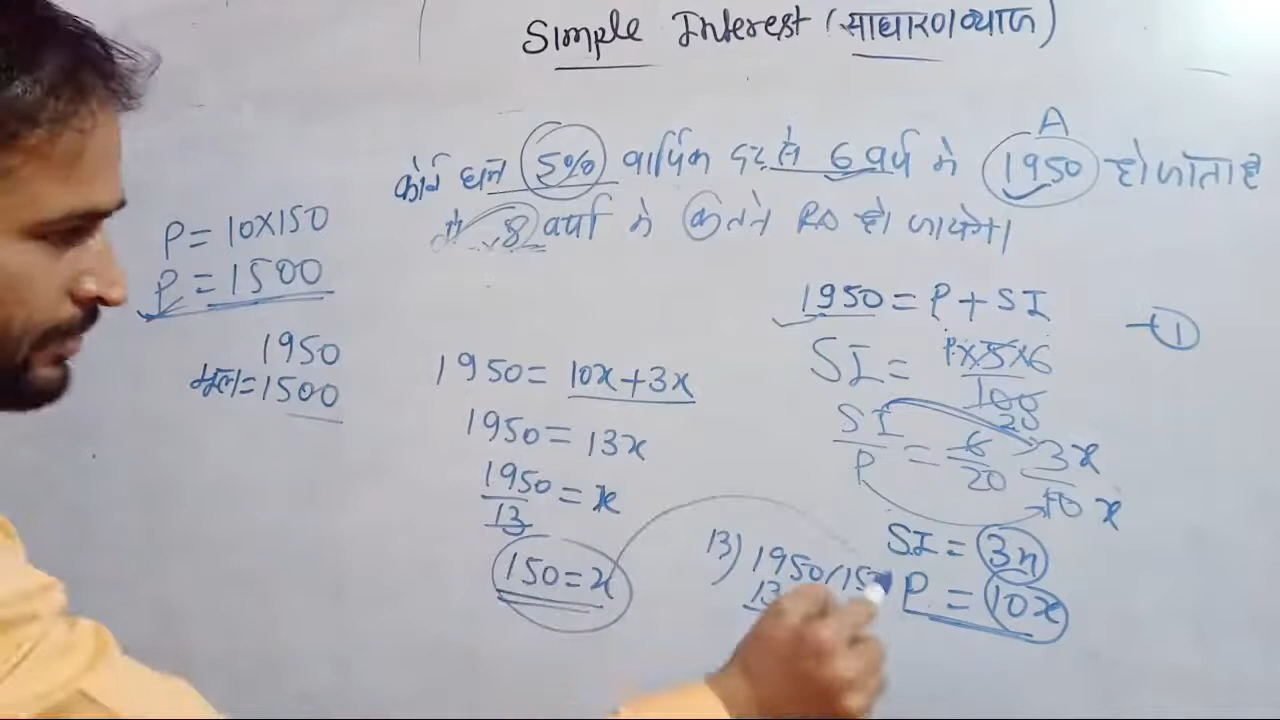 Simple Interest (साधारण व्याज)
कोई धन 5% वार्षिक दर से 6 वर्ष मे 1950 हो जाता है
A
तो 8 वर्षो मे कितने RS हो जायेगा।
P = 10X150
P = 1500
1950
मूल = 1500
1950 = 10x + 3x
1950 = 13x
1950/13 = x
150 = x
1950 = P + SI
1
SI = P×5×6/100
20
SI/P = 6/20
3x/10x
SI = 3x
P = 10x
13) 1950 (15
13